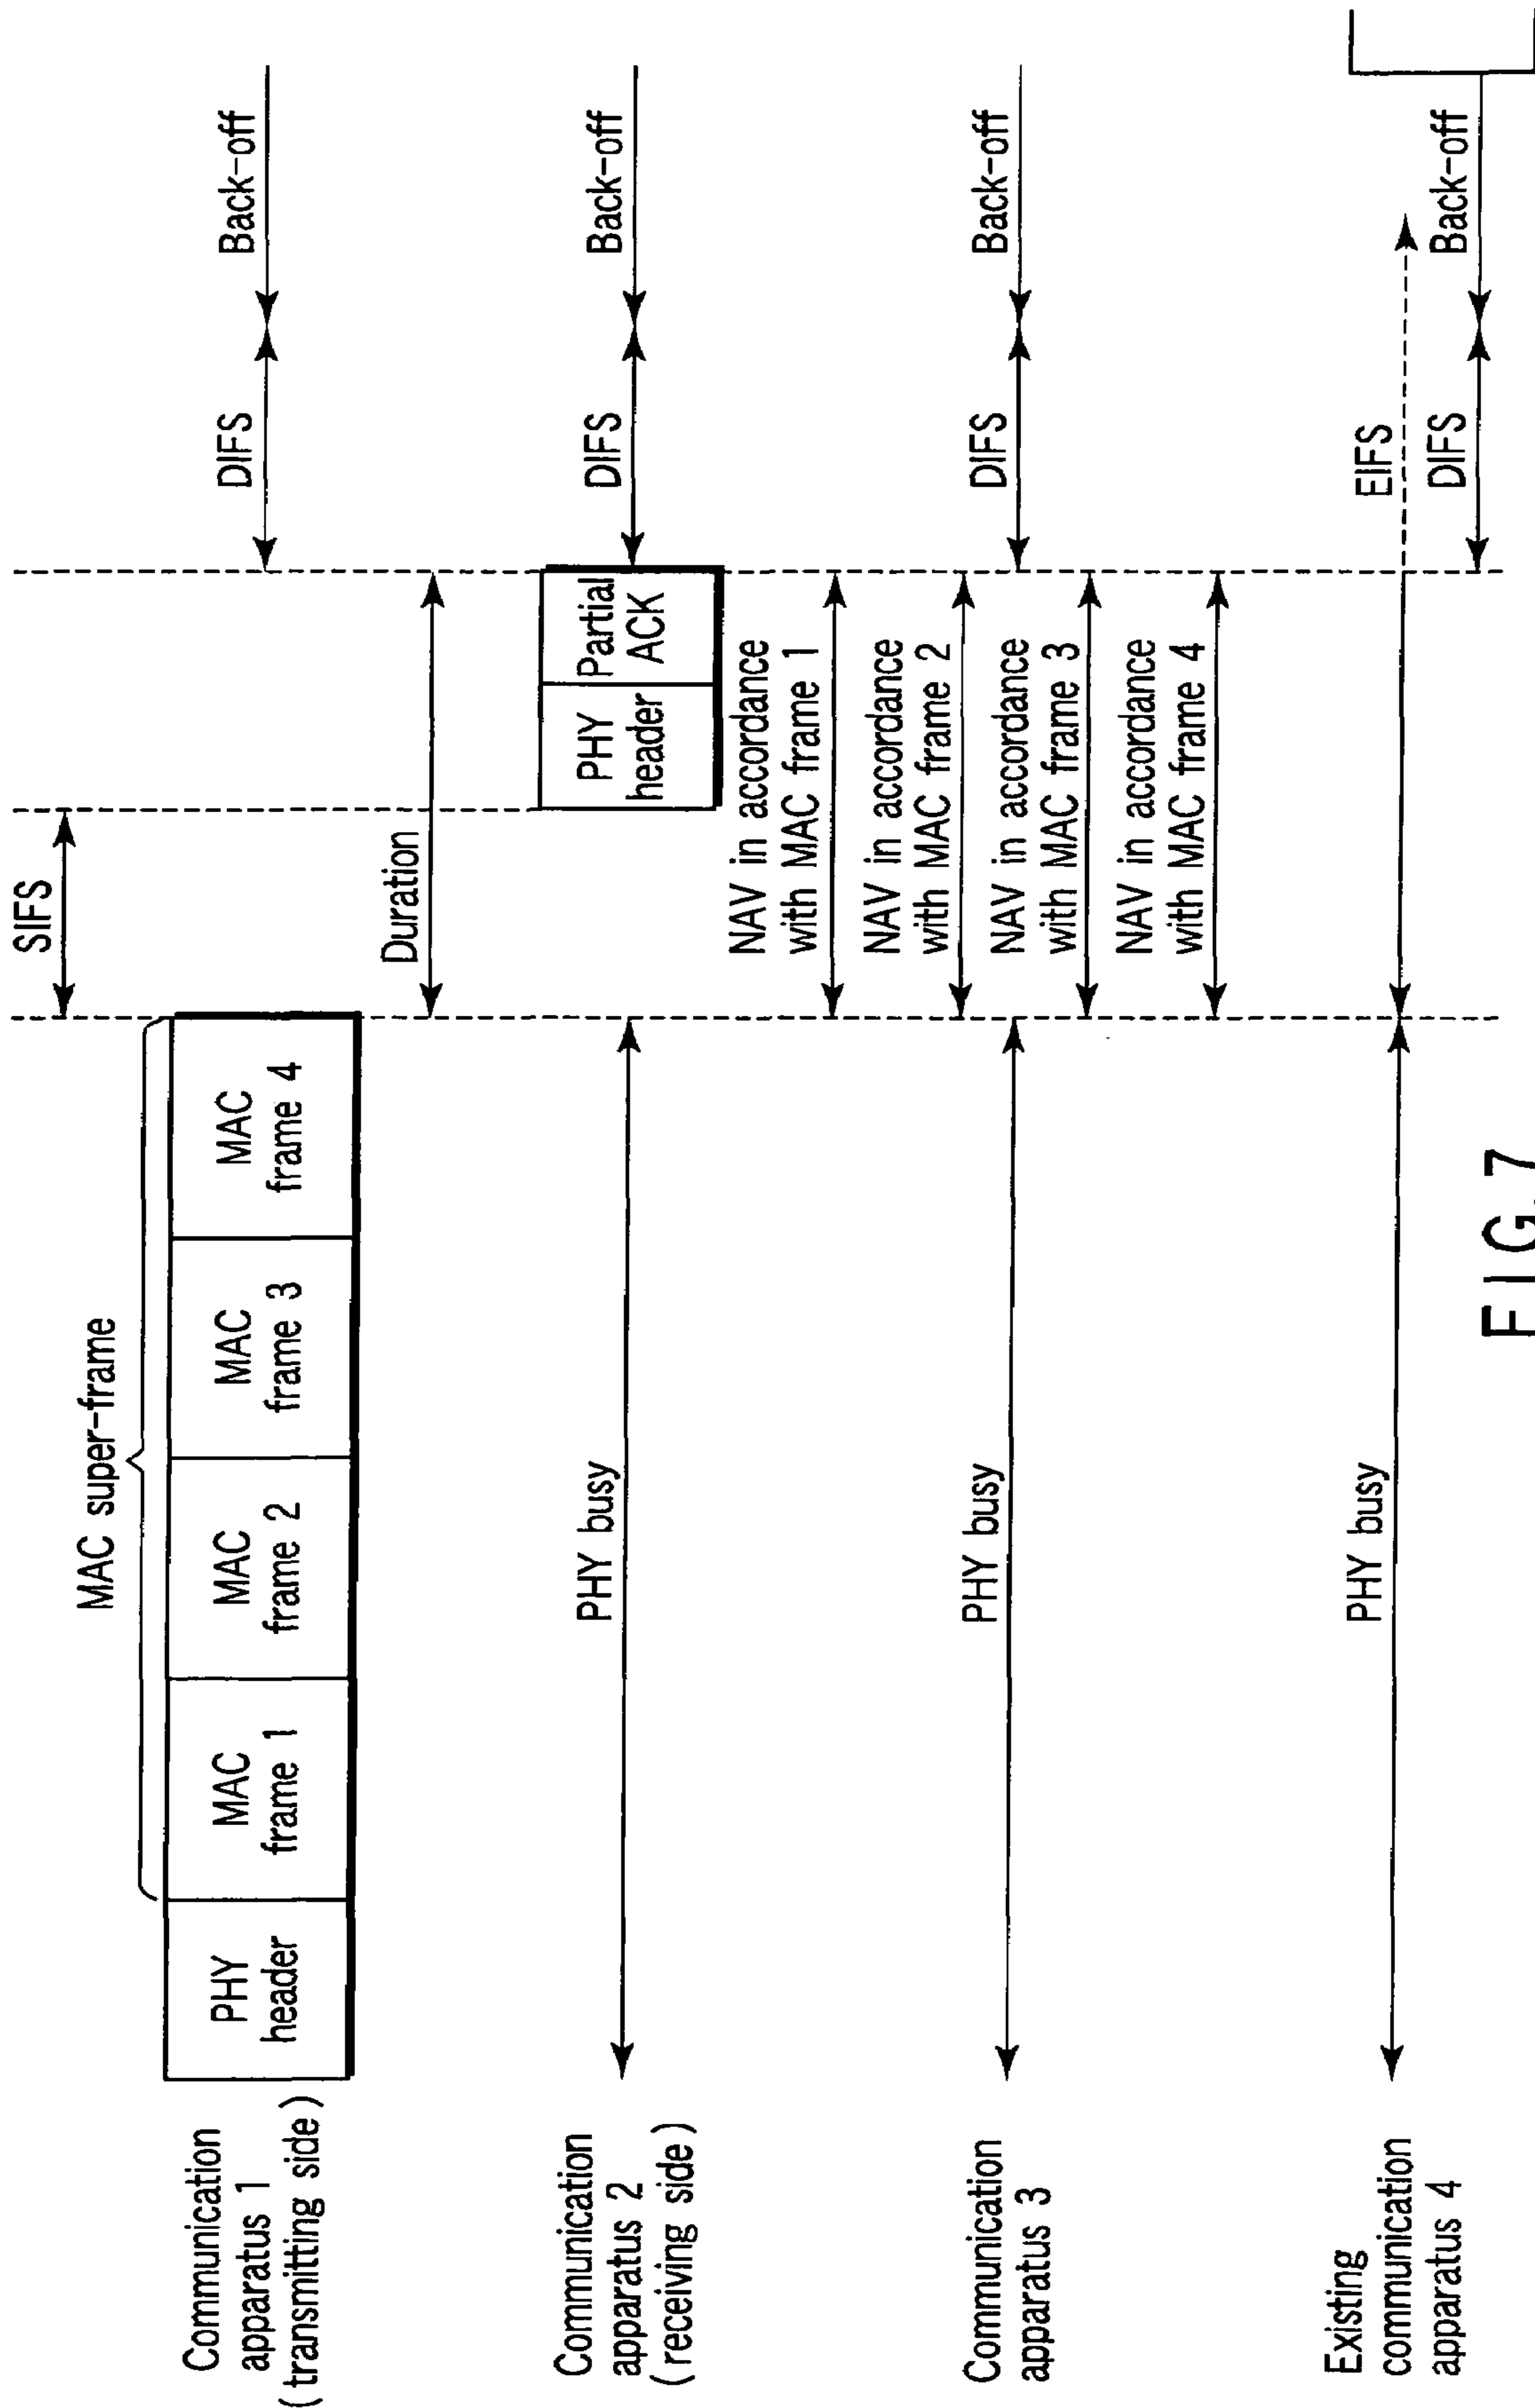 SIFS
MAC super-frame
Communication
apparatus 1
(transmitting side)
PHY
header
MAC
frame 1
MAC
frame 2
MAC
frame 3
MAC
frame 4
DIFS
Back-off
Duration
Communication
apparatus 2
(receiving side)
PHY busy
PHY
header
Partial
ACK
DIFS
Back-off
NAV in accordance
with MAC frame 1
NAV in accordance
with MAC frame 2
Communication
apparatus 3
PHY busy
NAV in accordance
with MAC frame 3
NAV in accordance
with MAC frame 4
DIFS
Back-off
Existing
communication
apparatus 4
PHY busy
EIFS
DIFS
Back-off
FIG. 7